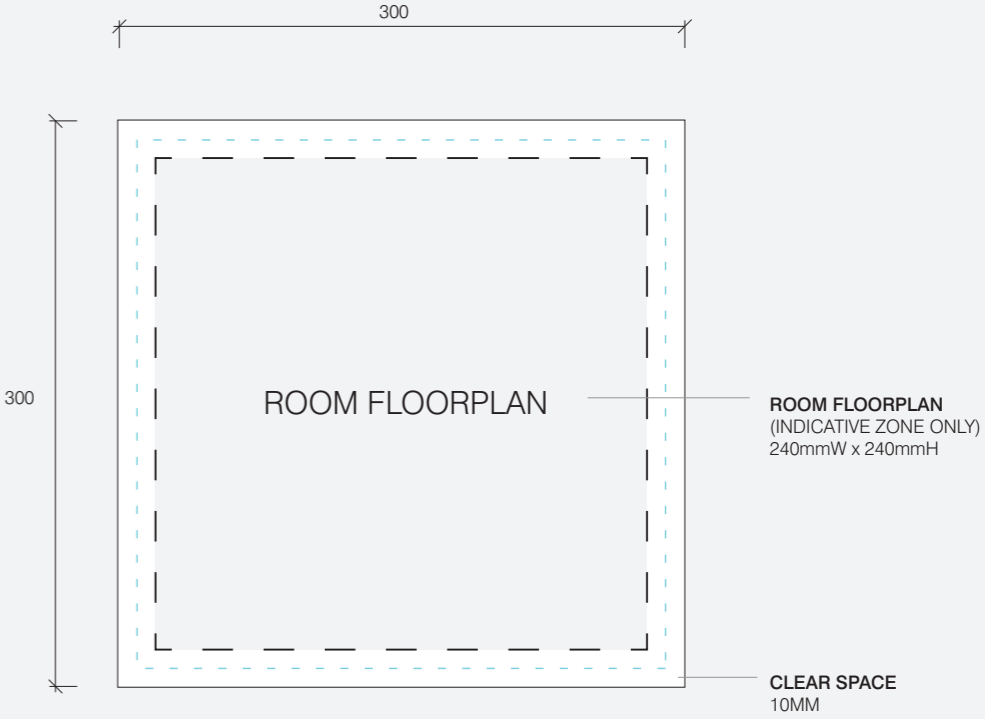 300
300
ROOM FLOORPLAN
ROOM FLOORPLAN
(INDICATIVE ZONE ONLY)
240mmW x 240mmH
CLEAR SPACE
10MM